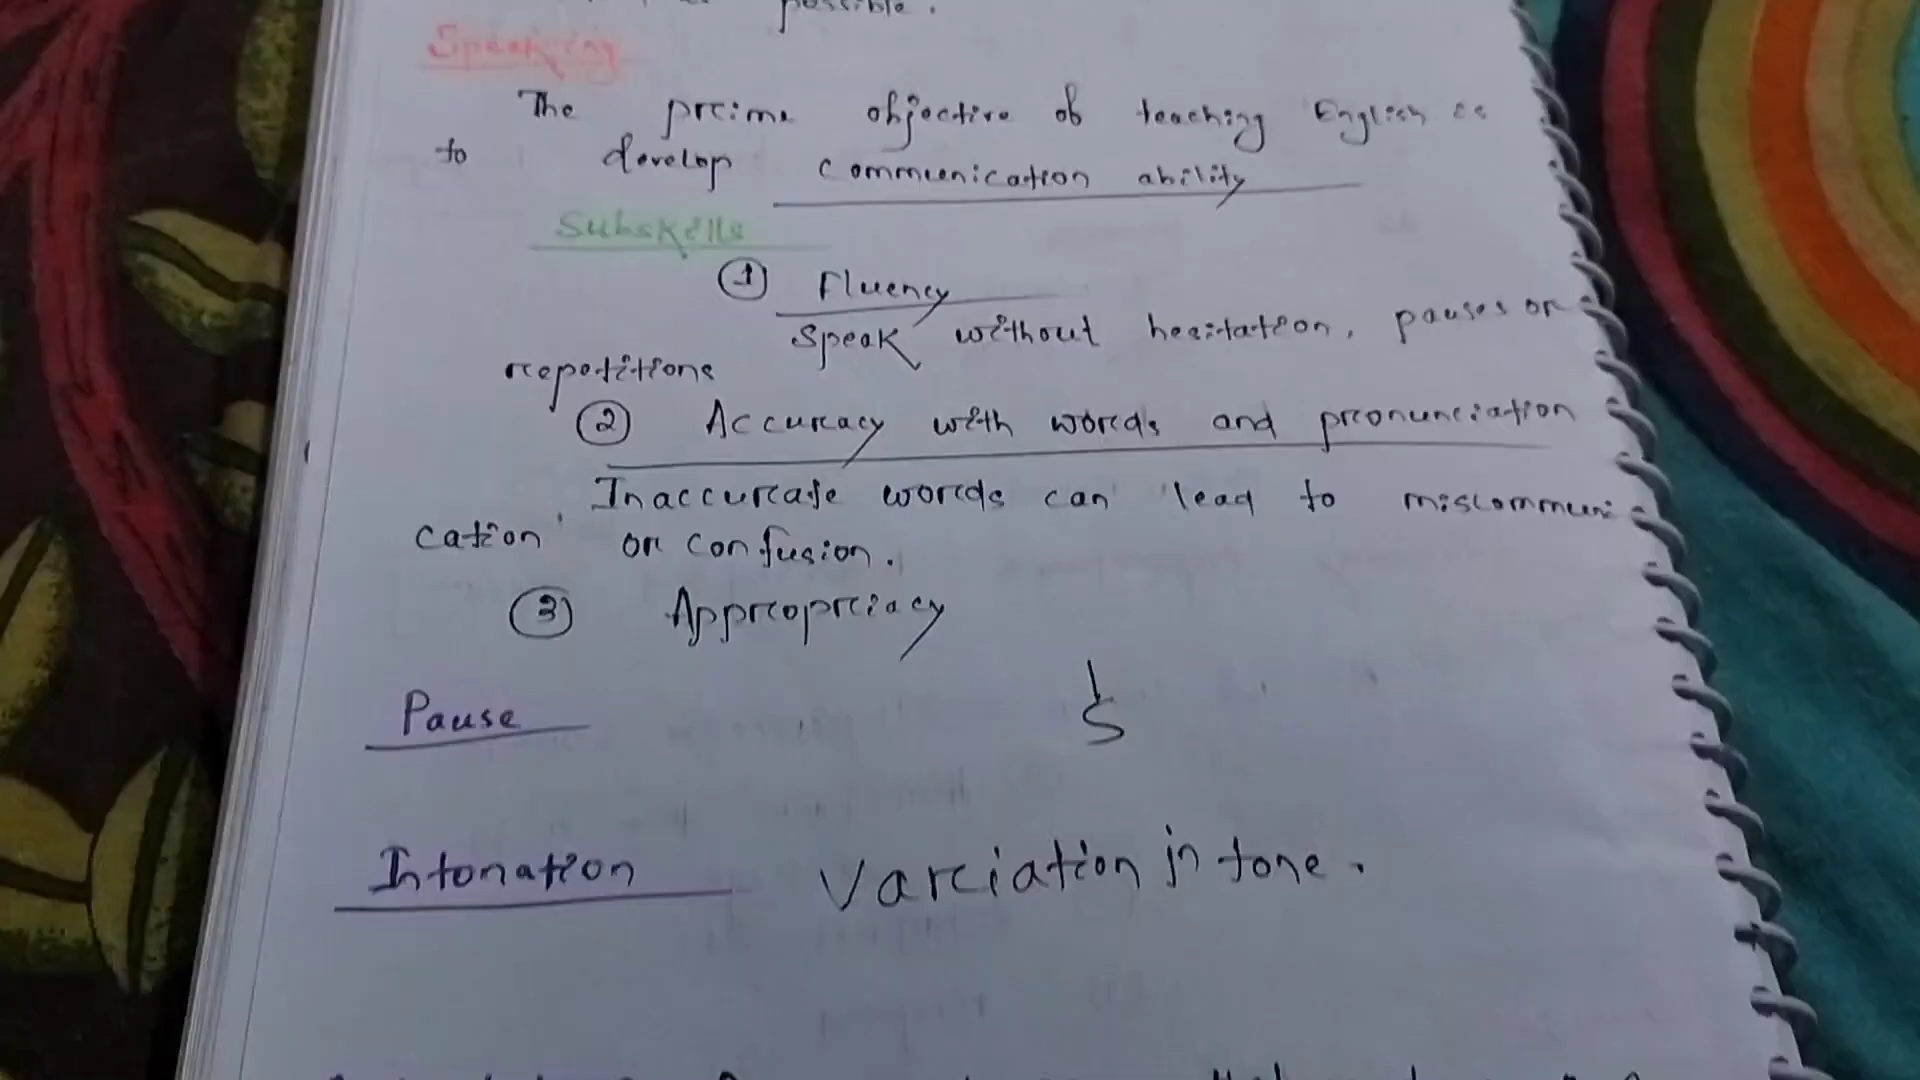 possible.
Speaking
The prime objective of teaching English is
to develop communication ability
Subskills
① Fluency
Speak without hesitation, pauses or
repetitions
② Accuracy with words and pronunciation
Inaccurate words can lead to miscommuni
cation or confusion.
③ Appropriacy
Pause
Intonation Variation in tone.